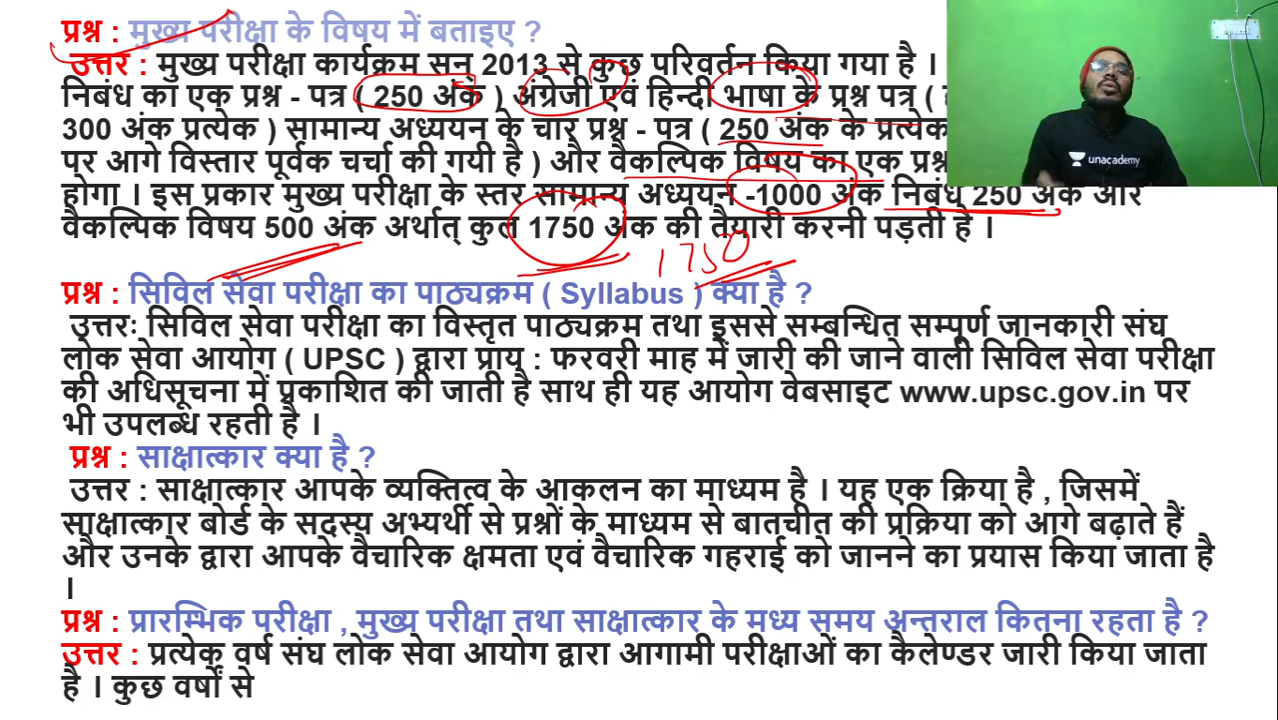 प्रश्न : मुख्य परीक्षा के विषय में बताइए ?
उत्तर : मुख्य परीक्षा कार्यक्रम सन् 2013 से कुछ परिवर्तन किया गया है ।
निबंध का एक प्रश्न - पत्र ( 250 अंक ) अंग्रेजी एवं हिन्दी भाषा के प्रश्न पत्र (
300 अंक प्रत्येक ) सामान्य अध्ययन के चार प्रश्न - पत्र ( 250 अंक के प्रत्येक
पर आगे विस्तार पूर्वक चर्चा की गयी है ) और वैकल्पिक विषय का एक
होगा । इस प्रकार मुख्य परीक्षा के स्तर सामान्य अध्ययन -1000 अंक निबंध 250 अंक और
वैकल्पिक विषय 500 अंक अर्थात् कुल 1750 अंक की तैयारी करनी पड़ती है ।
1750
प्रश्न : सिविल सेवा परीक्षा का पाठ्यक्रम ( Syllabus ) क्या है ?
उत्तरः सिविल सेवा परीक्षा का विस्तृत पाठ्यक्रम तथा इससे सम्बन्धित सम्पूर्ण जानकारी संघ
लोक सेवा आयोग ( UPSC ) द्वारा प्राय : फरवरी माह में जारी की जाने वाली सिविल सेवा परीक्षा
की अधिसूचना में प्रकाशित की जाती है साथ ही यह आयोग वेबसाइट www.upsc.gov.in पर
भी उपलब्ध रहती है ।
प्रश्न : साक्षात्कार क्या है ?
उत्तर : साक्षात्कार आपके व्यक्तित्व के आकलन का माध्यम है । यह एक क्रिया है , जिसमें
साक्षात्कार बोर्ड के सदस्य अभ्यर्थी से प्रश्नों के माध्यम से बातचीत की प्रक्रिया को आगे बढ़ाते हैं
और उनके द्वारा आपके वैचारिक क्षमता एवं वैचारिक गहराई को जानने का प्रयास किया जाता है
।
प्रश्न : प्रारम्भिक परीक्षा , मुख्य परीक्षा तथा साक्षात्कार के मध्य समय अन्तराल कितना रहता है ?
उत्तर : प्रत्येक वर्ष संघ लोक सेवा आयोग द्वारा आगामी परीक्षाओं का कैलेण्डर जारी किया जाता
है । कुछ वर्षों से
unacademy